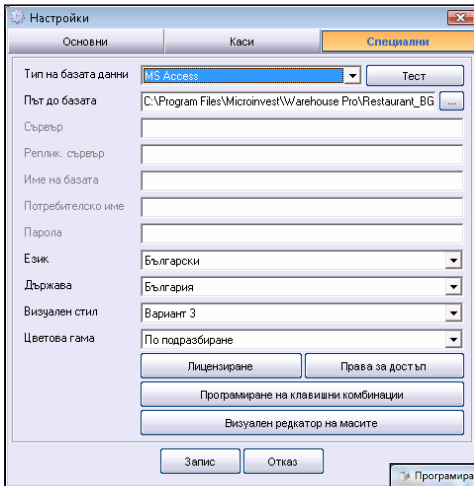 Настройки
Основни Каси Специални
Тип на базата данни MS Access Тест
Път до базата C:\Program Files\Microinvest\Warehouse Pro\Restaurant_BG ...
Сървър
Реплик. сървър
Име на базата
Потребителско име
Парола
Език Български
Държава България
Визуален стил Вариант 3
Цветова гама По подразбиране
Лицензиране Права за достъп
Програмиране на клавишни комбинации
Визуален редкатор на масите
Запис Отказ
Програмира